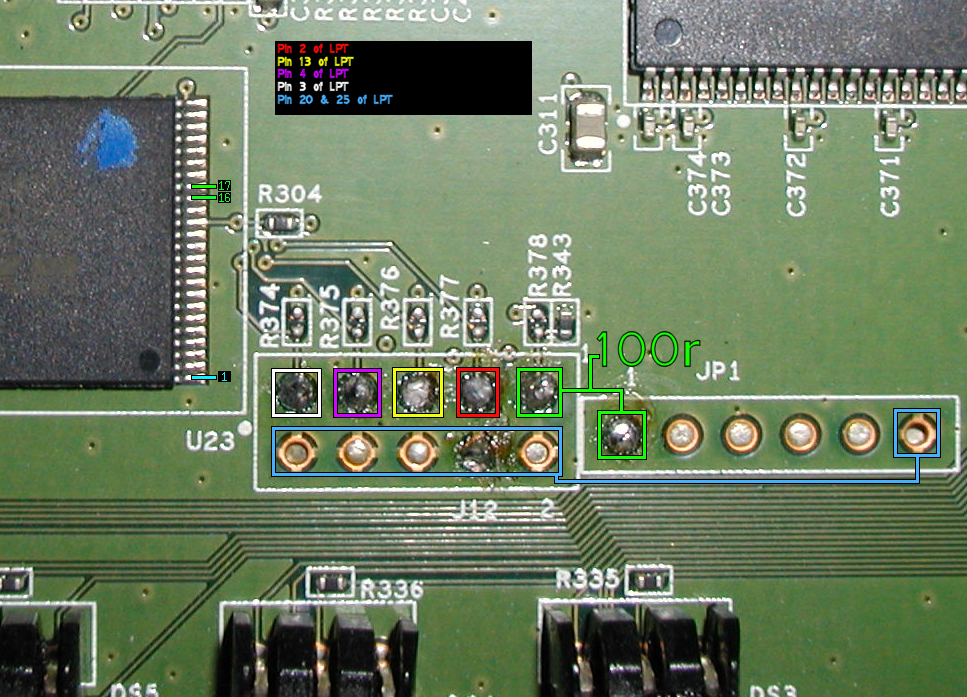 Pin 2 of LPT
Pin 13 of LPT
Pin 4 of LPT
Pin 3 of LPT
Pin 20 & 25 of LPT
C311
C374
C373
C372
C371
17
16
R304
R374
R375
R376
R377
R378
R343
1
100r
1
JP1
1
U23
J12
2
R336
R335
DS5
DS3